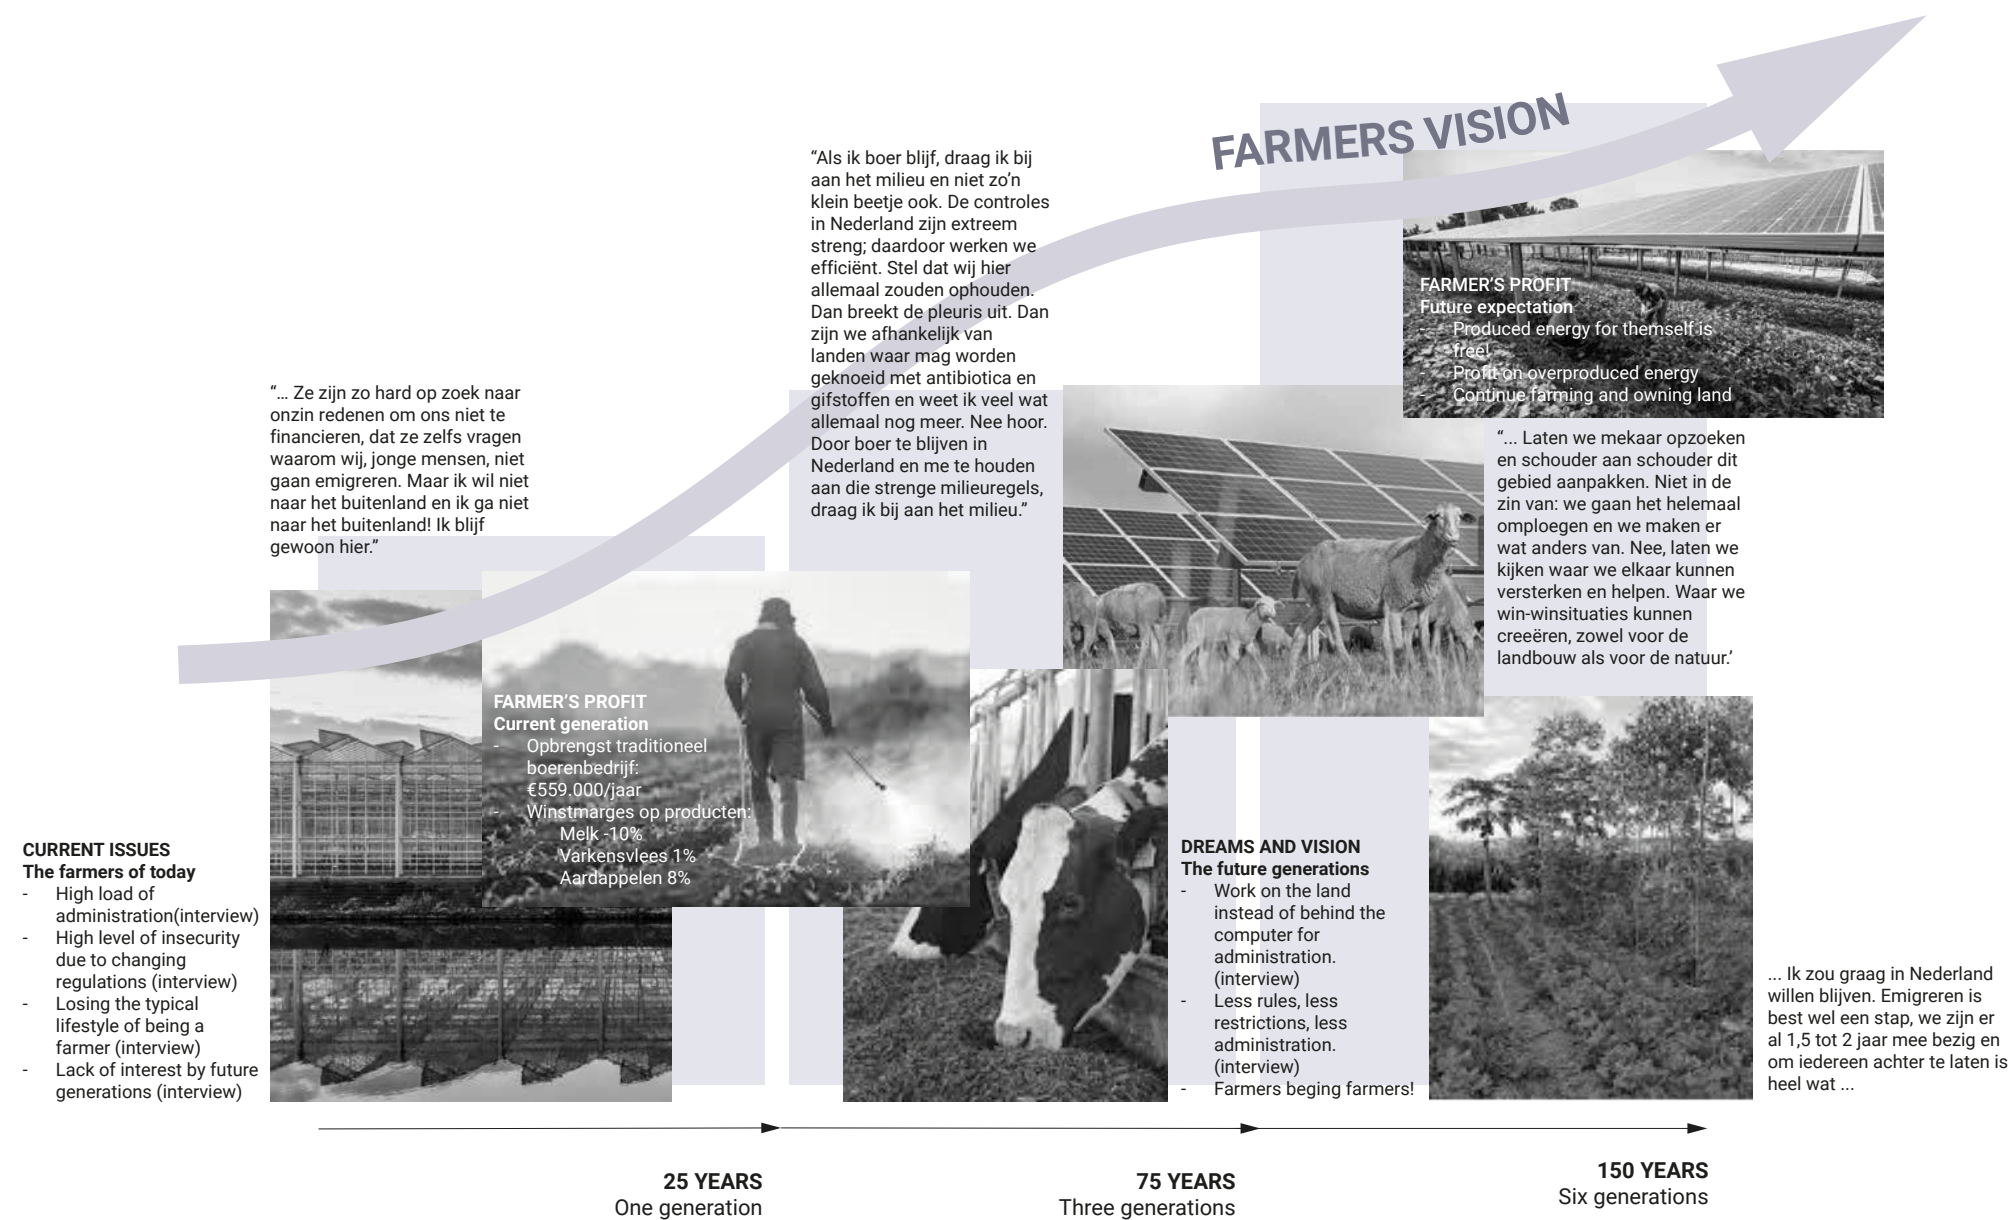 FARMERS VISION
“Als ik boer blijf, draag ik bij
aan het milieu en niet zo’n
klein beetje ook. De controles
in Nederland zijn extreem
streng; daardoor werken we
efficiënt. Stel dat wij hier
allemaal zouden ophouden.
Dan breekt de pleuris uit. Dan
zijn we afhankelijk van
landen waar mag worden
geknoeid met antibiotica en
gifstoffen en weet ik veel wat
allemaal nog meer. Nee hoor.
Door boer te blijven in
Nederland en me te houden
aan die strenge milieuregels,
draag ik bij aan het milieu.”
FARMER’S PROFIT
Future expectation
- Produced energy for themself is
free!
- Profit on overproduced energy
- Continue farming and owning land
“... Ze zijn zo hard op zoek naar
onzin redenen om ons niet te
financieren, dat ze zelfs vragen
waarom wij, jonge mensen, niet
gaan emigreren. Maar ik wil niet
naar het buitenland en ik ga niet
naar het buitenland! Ik blijf
gewoon hier.”
“... Laten we mekaar opzoeken
en schouder aan schouder dit
gebied aanpakken. Niet in de
zin van: we gaan het helemaal
omploegen en we maken er
wat anders van. Nee, laten we
kijken waar we elkaar kunnen
versterken en helpen. Waar we
win-winsituaties kunnen
creeëren, zowel voor de
landbouw als voor de natuur.’
FARMER’S PROFIT
Current generation
- Opbrengst traditioneel
boerenbedrijf:
€559.000/jaar
- Winstmarges op producten:
Melk -10%
Varkensvlees 1%
Aardappelen 8%
CURRENT ISSUES
The farmers of today
- High load of
administration(interview)
- High level of insecurity
due to changing
regulations (interview)
- Losing the typical
lifestyle of being a
farmer (interview)
- Lack of interest by future
generations (interview)
DREAMS AND VISION
The future generations
- Work on the land
instead of behind the
computer for
administration.
(interview)
- Less rules, less
restrictions, less
administration.
(interview)
- Farmers beging farmers!
... Ik zou graag in Nederland
willen blijven. Emigreren is
best wel een stap, we zijn er
al 1,5 tot 2 jaar mee bezig en
om iedereen achter te laten is
heel wat ...
25 YEARS
One generation
75 YEARS
Three generations
150 YEARS
Six generations